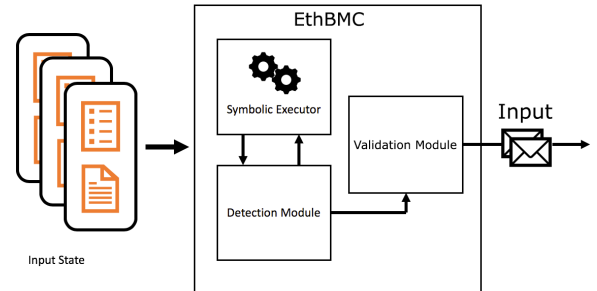 EthBMC
Symbolic Executor
Input
Validation Module
Detection Module
Input State